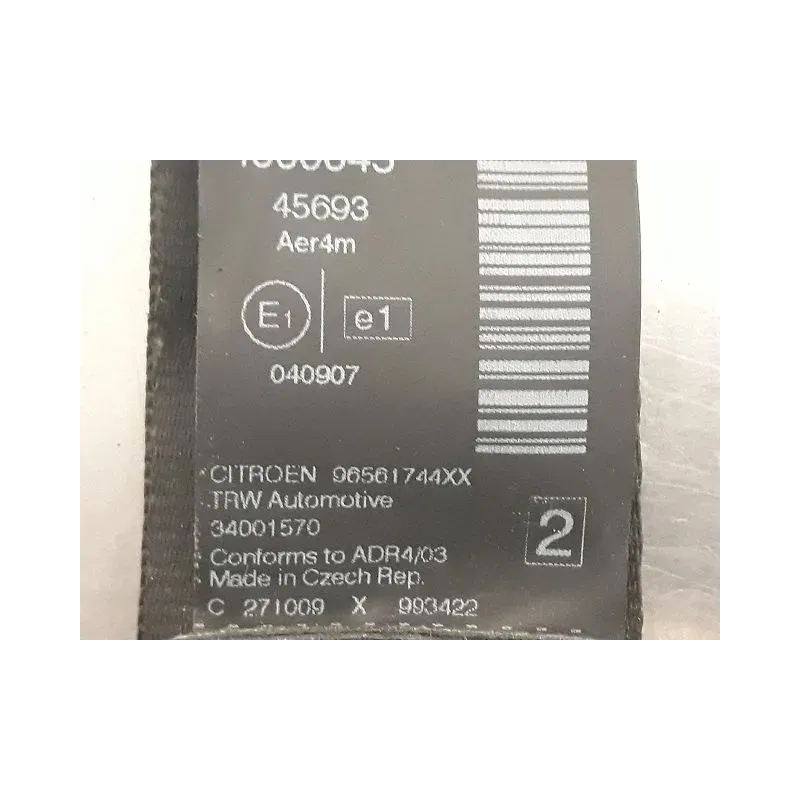 45693
Aer4m
E1 e1
040907
CITROEN 96561744XX
TRW Automotive
34001570
2
Conforms to ADR4/03
Made in Czech Rep.
C 271009 X 993422